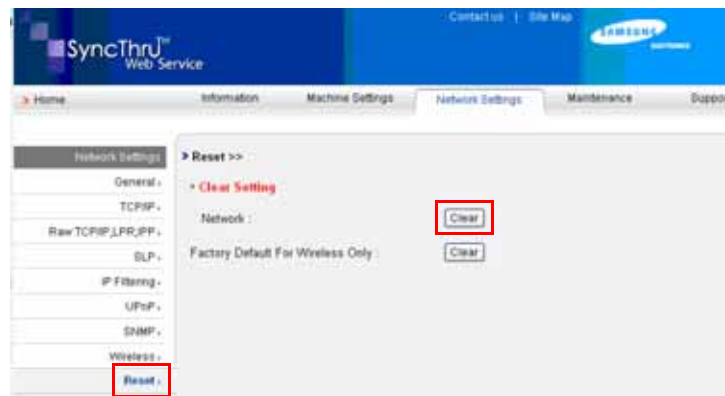 Contact us | Site Map
SAMSUNG
ELECTRONICS
SyncThru™
Web Service
> Home
Information
Machine Settings
Network Settings
Maintenance
Suppo
Network Settings
General
TCP/IP
Raw TCP/IP,LPR,IPP
SLP
IP Filtering
UPnP
SNMP
Wireless
Reset
Reset >>
Clear Setting
Network : Clear
Factory Default For Wireless Only : Clear